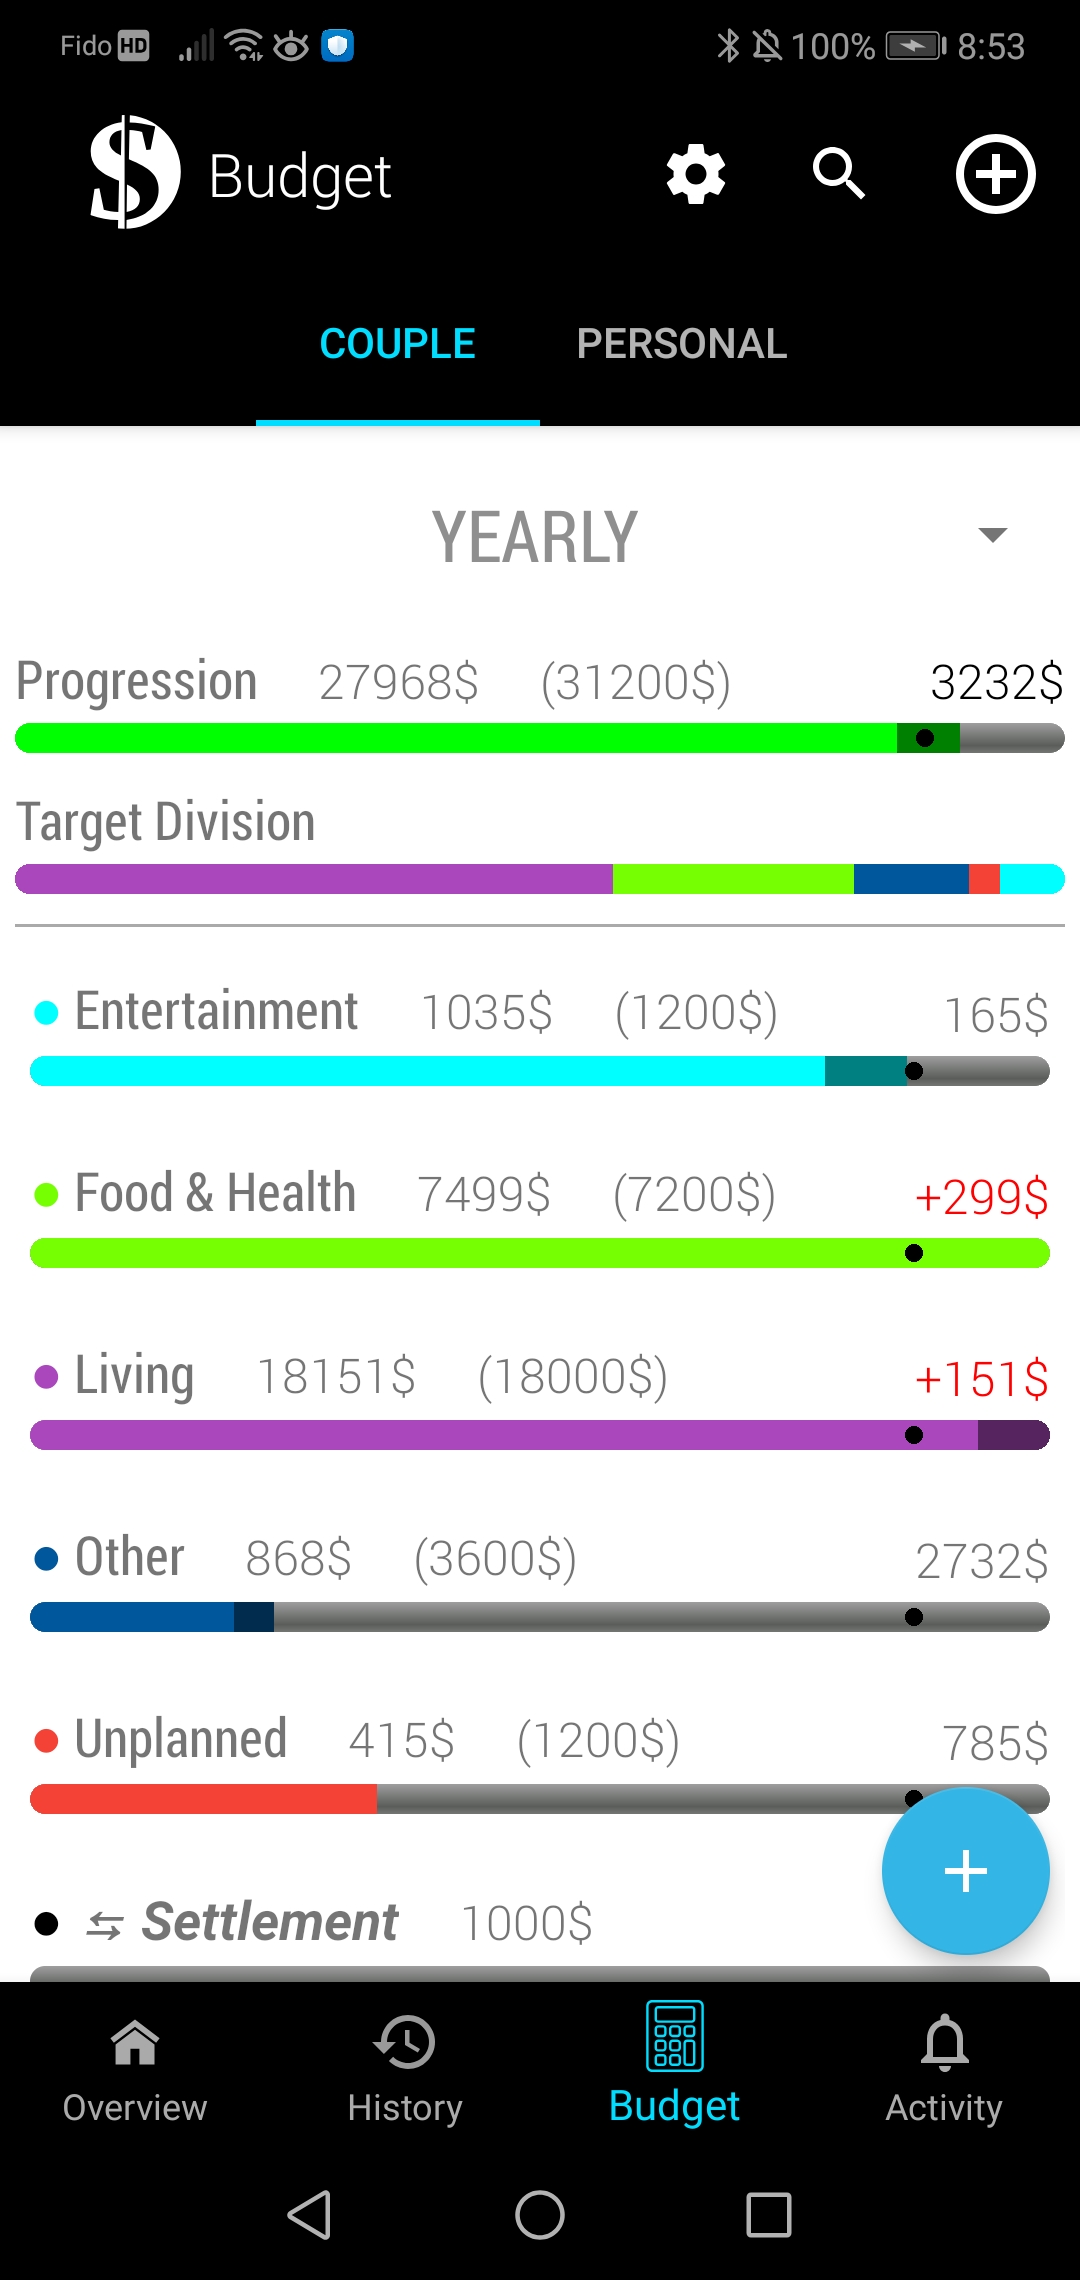 Fido HD 100% 8:53
$ Budget
COUPLE PERSONAL
YEARLY
Progression 27968$ (31200$) 3232$
Target Division
Entertainment 1035$ (1200$) 165$
Food & Health 7499$ (7200$) +299$
Living 18151$ (18000$) +151$
Other 868$ (3600$) 2732$
Unplanned 415$ (1200$) 785$
Settlement 1000$
Overview History Budget Activity